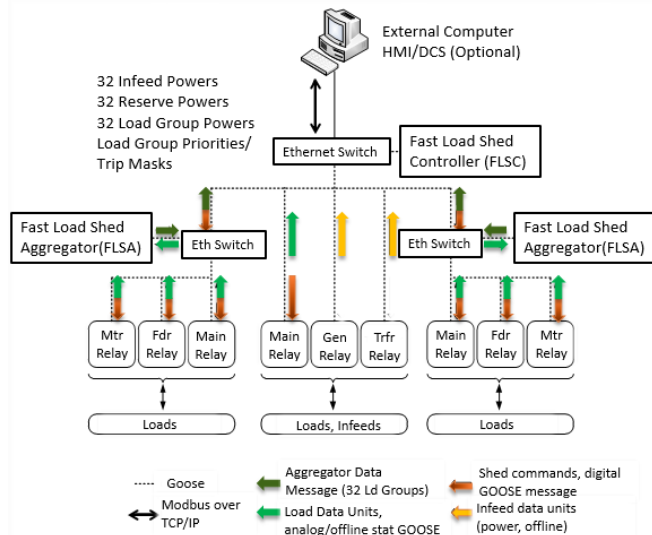 External Computer
HMI/DCS (Optional)
32 Infeed Powers
32 Reserve Powers
32 Load Group Powers
Load Group Priorities/
Trip Masks
Ethernet Switch
Fast Load Shed
Controller (FLSC)
Fast Load Shed
Aggregator(FLSA)
Eth Switch
Eth Switch
Fast Load Shed
Aggregator(FLSA)
Mtr
Relay
Fdr
Relay
Main
Relay
Main
Relay
Gen
Relay
Trfr
Relay
Main
Relay
Fdr
Relay
Mtr
Relay
Loads
Loads, Infeeds
Loads
Goose
Modbus over
TCP/IP
Aggregator Data
Message (32 Ld Groups)
Load Data Units,
analog/offline stat GOOSE
Shed commands, digital
GOOSE message
Infeed data units
(power, offline)